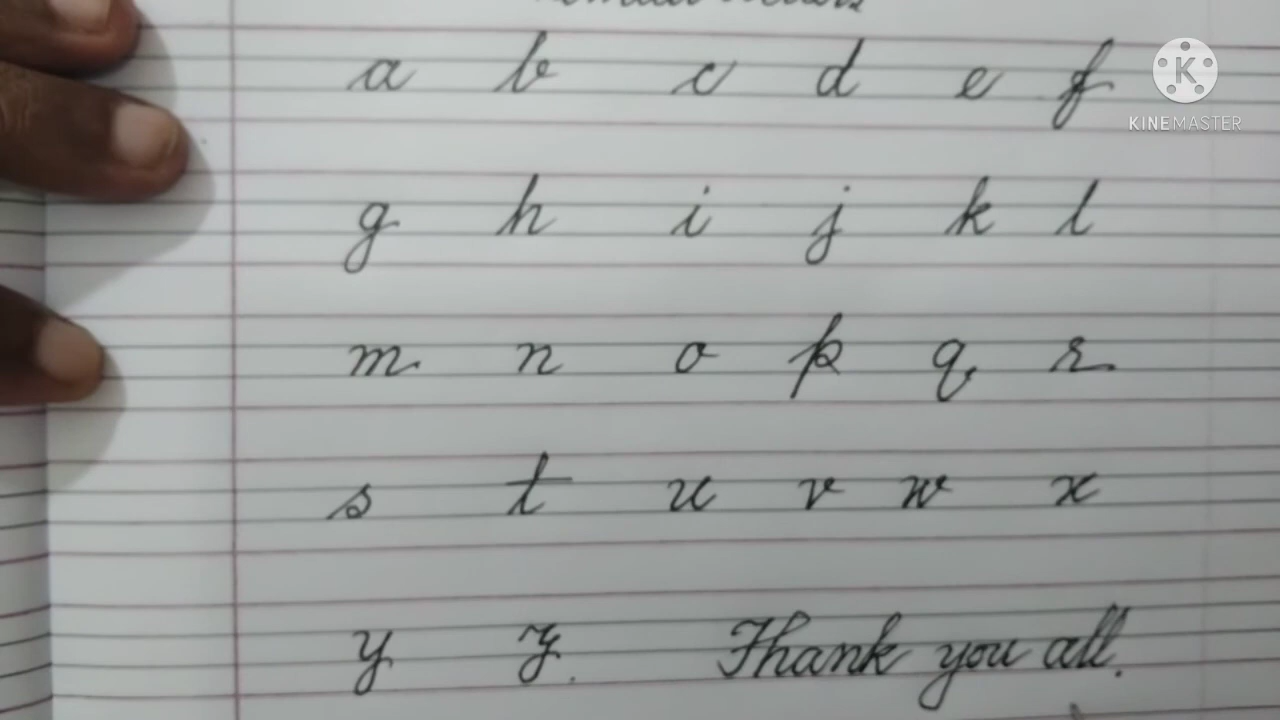 a b c d e f
K
KINEMASTER
g h i j k l
m n o p q r
s t u v w x
y z. Thank you all.